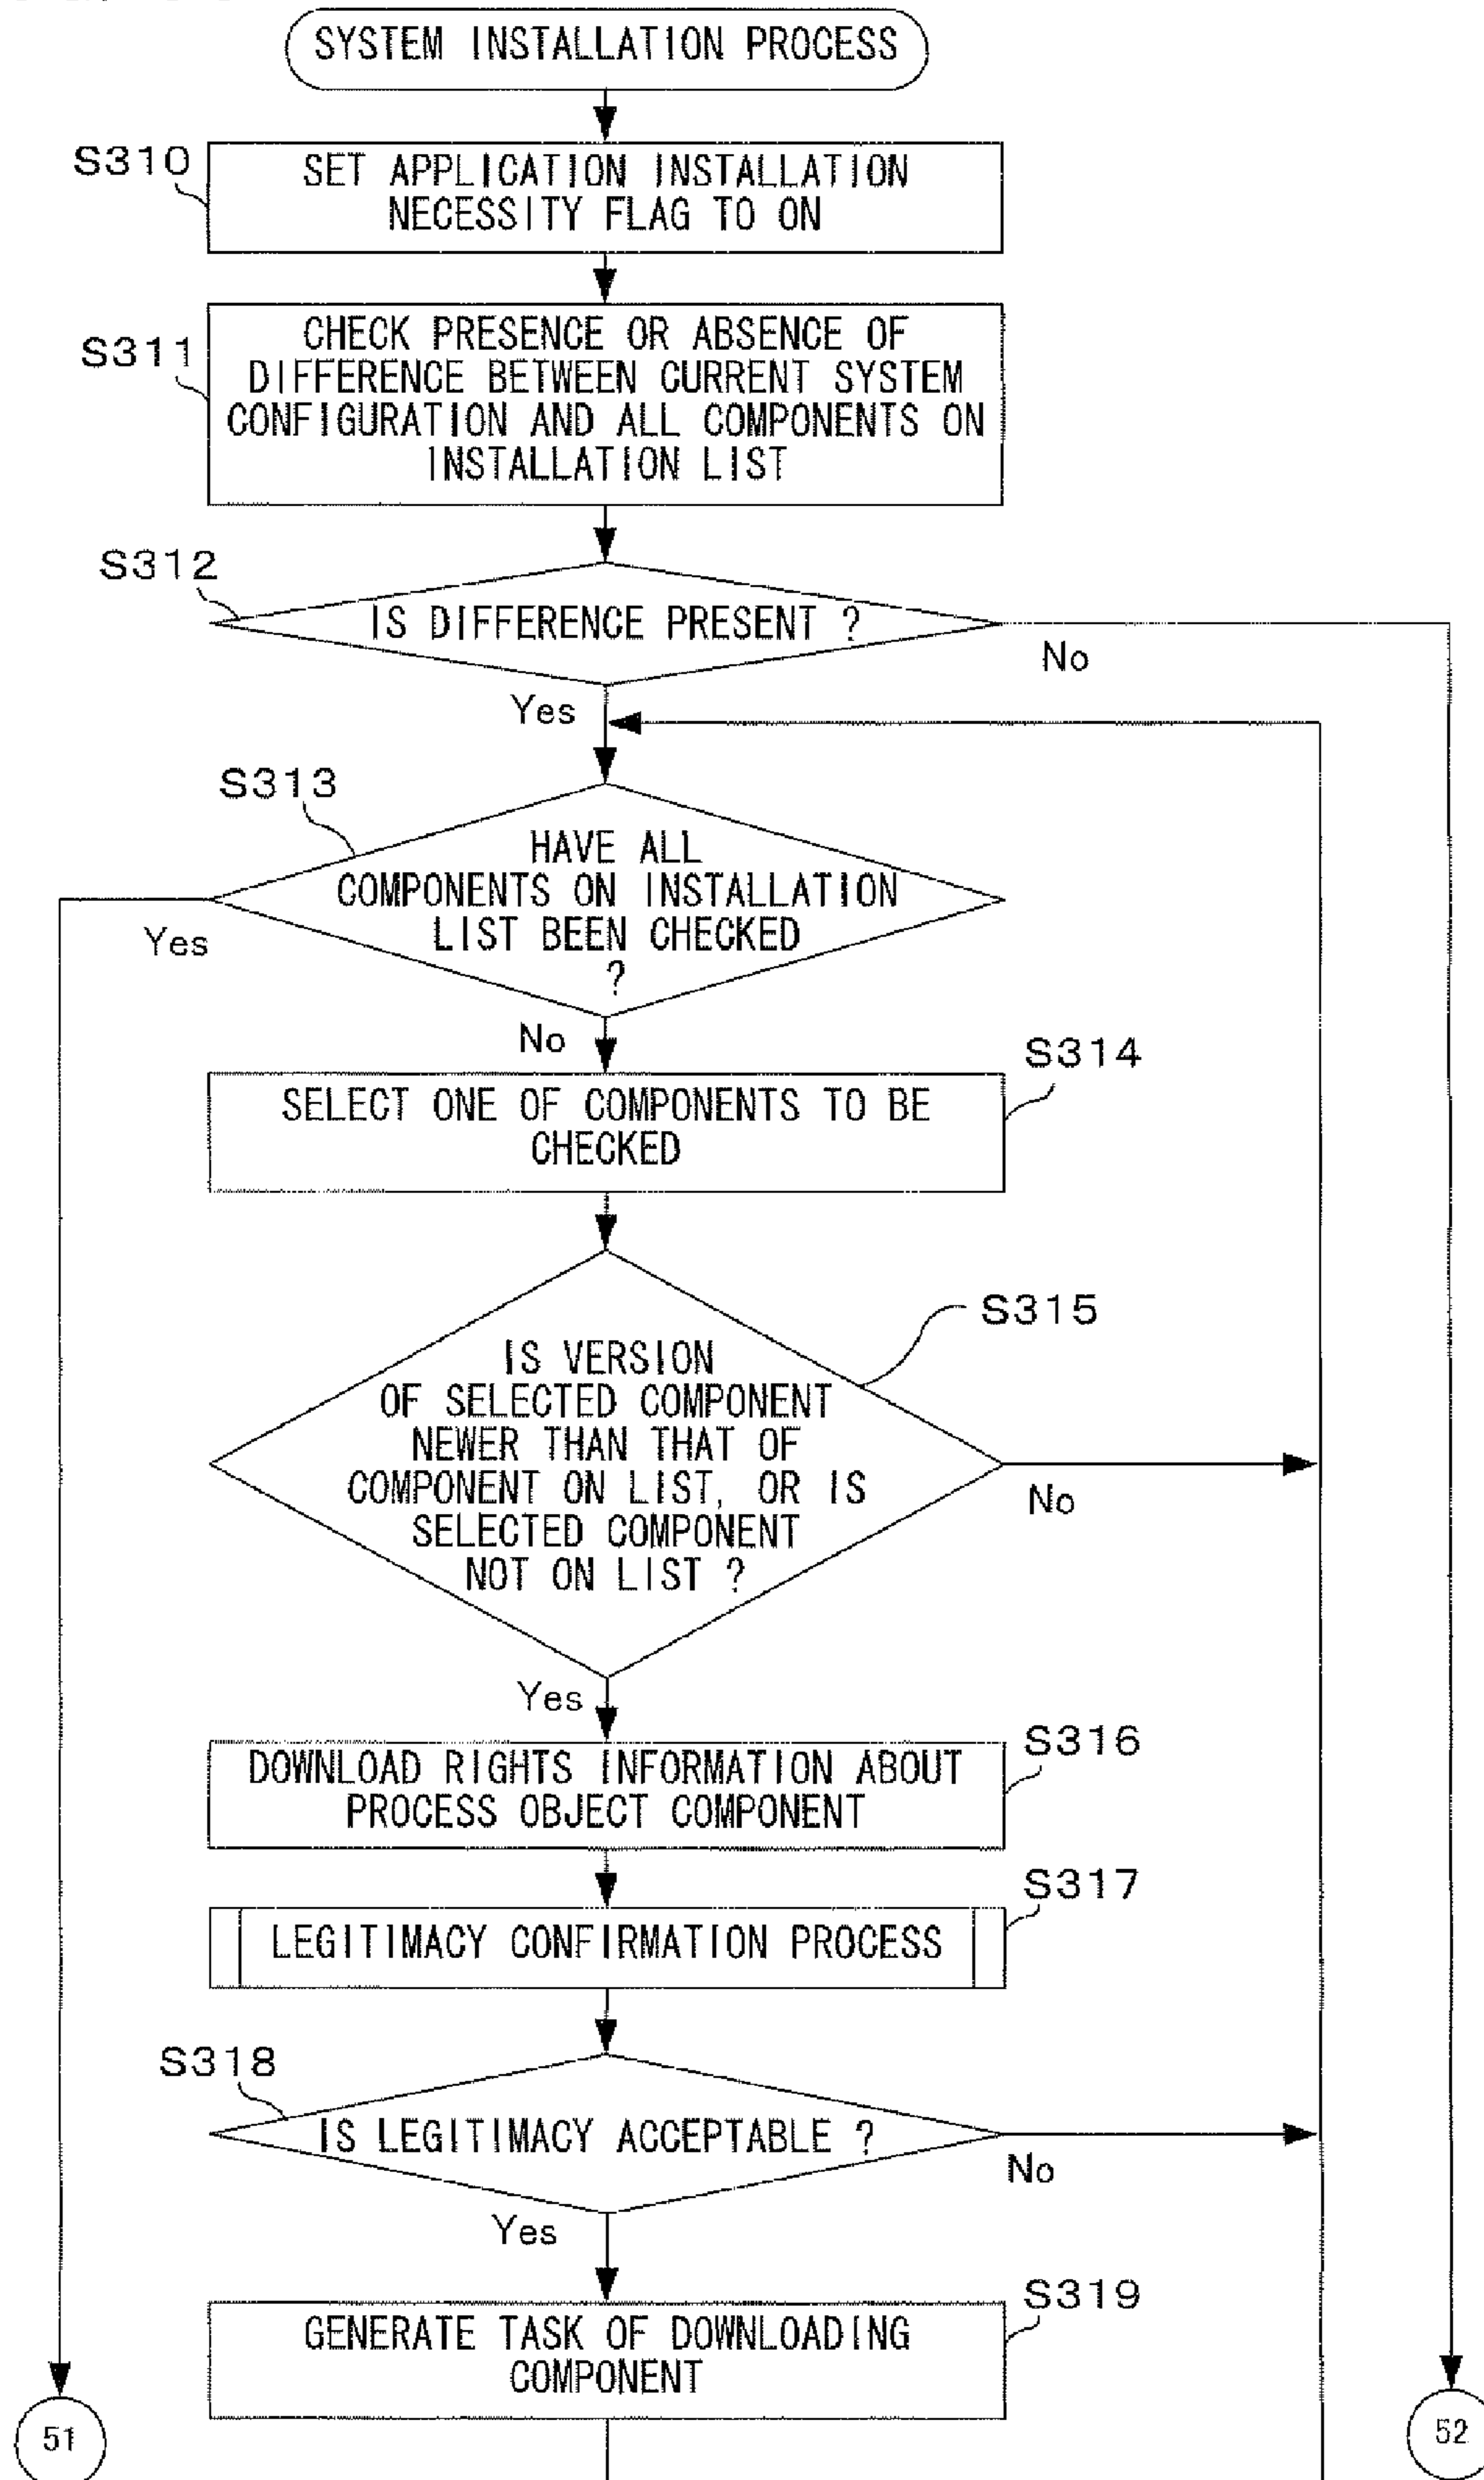 SYSTEM INSTALLATION PROCESS
S310
SET APPLICATION INSTALLATION
NECESSITY FLAG TO ON
S311
CHECK PRESENCE OR ABSENCE OF
DIFFERENCE BETWEEN CURRENT SYSTEM
CONFIGURATION AND ALL COMPONENTS ON
INSTALLATION LIST
S312
IS DIFFERENCE PRESENT ?
No
Yes
S313
HAVE ALL
COMPONENTS ON INSTALLATION
LIST BEEN CHECKED
?
Yes
No
S314
SELECT ONE OF COMPONENTS TO BE
CHECKED
S315
IS VERSION
OF SELECTED COMPONENT
NEWER THAN THAT OF
COMPONENT ON LIST, OR IS
SELECTED COMPONENT
NOT ON LIST ?
No
Yes
S316
DOWNLOAD RIGHTS INFORMATION ABOUT
PROCESS OBJECT COMPONENT
S317
LEGITIMACY CONFIRMATION PROCESS
S318
IS LEGITIMACY ACCEPTABLE ?
No
Yes
S319
GENERATE TASK OF DOWNLOADING
COMPONENT
51
52